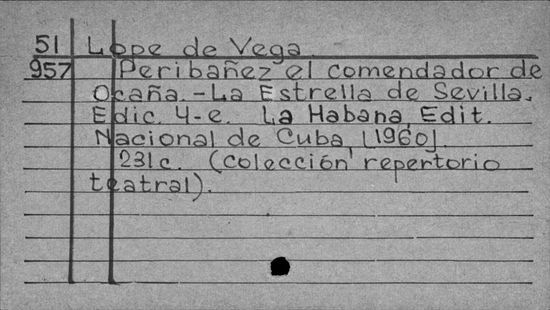 51 Lope de Vega
957 Peribañez el comendador de
Ocaña. - La Estrella de Sevilla.
Edic. 4-e. La Habana, Edit.
Nacional de Cuba, [1960].
231c. (Colección repertorio
teatral).